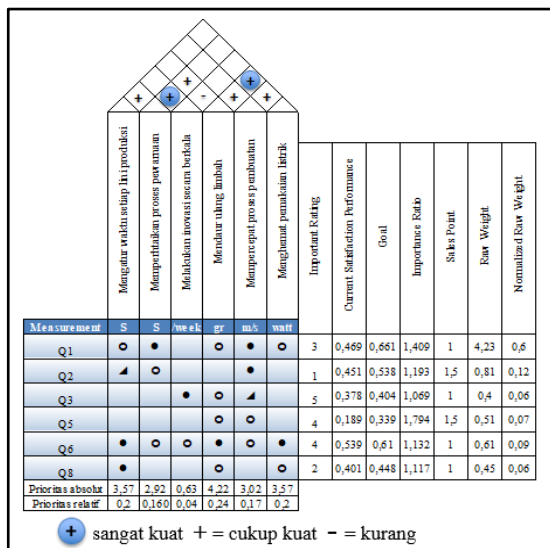 +
+
+ + - + +
Mengatur waktu setiap lini produksi
Memperhatikan proses pewarnaan
Melakukan inovasi secara berkala
Mendaur ulang limbah
Mempercepat proses pembuatan
Menghemat pemakaian listrik
Important Rating
Current Satisfaction Performance
Goal
Importance Ratio
Sales Point
Raw Weight
Normalized Raw Weight
Measurement S S /week gr m/s watt
Q1 3 0,469 0,661 1,409 1 4,23 0,6
Q2 1 0,451 0,538 1,193 1,5 0,81 0,12
Q3 5 0,378 0,404 1,069 1 0,4 0,06
Q5 4 0,189 0,339 1,794 1,5 0,51 0,07
Q6 4 0,539 0,61 1,132 1 0,61 0,09
Q8 2 0,401 0,448 1,117 1 0,45 0,06
Prioritas absolut 3,57 2,92 0,63 4,22 3,02 3,57
Prioritas relatif 0,2 0,160 0,04 0,24 0,17 0,2
+ sangat kuat + = cukup kuat - = kurang